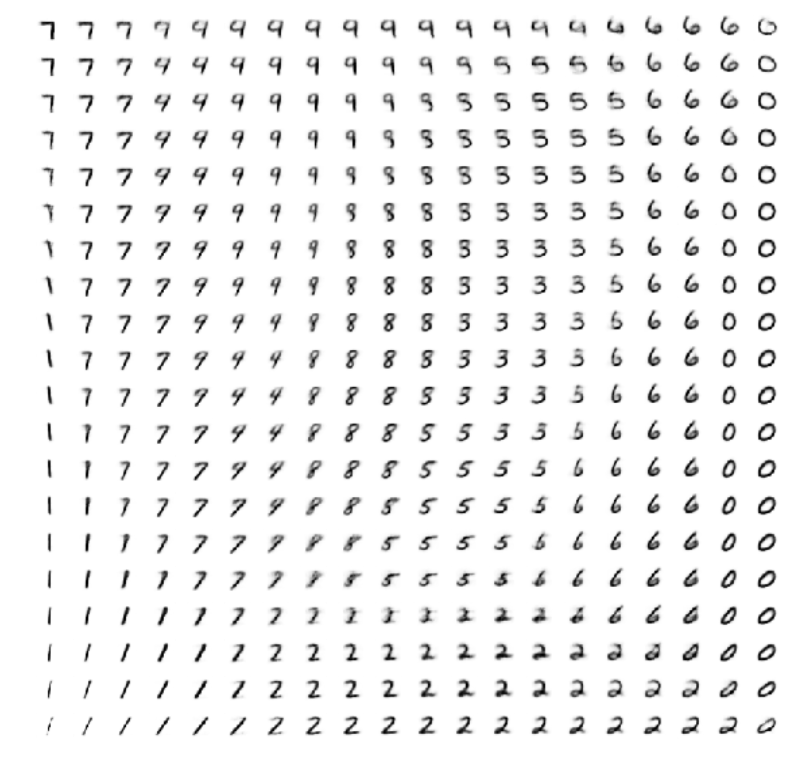 7 7 7 9 9 9 9 9 9 9 9 9 9 9 6 6 6 6 0
7 7 7 9 9 9 9 9 9 9 9 5 5 5 5 6 6 6 6 0
7 7 7 9 9 9 9 9 9 9 9 5 5 5 5 5 6 6 6 0
7 7 7 9 9 9 9 9 9 8 8 5 5 5 5 6 6 6 0
7 7 7 9 9 9 9 9 9 8 8 3 5 5 6 6 0 0
7 7 7 9 9 9 9 8 8 8 3 3 3 3 5 6 6 0 0
7 7 7 9 9 9 9 8 8 8 3 3 3 3 5 6 6 0 0
1 7 7 7 9 9 9 9 8 8 8 3 3 3 3 5 6 6 0 0
1 7 7 7 9 9 9 8 8 8 8 3 3 3 3 6 6 0 0
1 7 7 7 9 9 4 8 8 8 8 3 3 3 3 6 6 6 0 0
1 7 7 7 7 4 4 8 8 8 8 3 3 3 6 6 6 0 0
1 7 7 7 7 4 4 8 8 8 5 5 3 3 6 6 6 0 0
1 1 7 7 7 9 4 8 8 8 5 5 5 5 6 6 6 6 0 0
1 1 7 7 7 7 9 8 8 5 5 5 5 5 6 6 6 6 0 0
1 1 1 7 7 7 8 5 5 5 5 6 6 6 6 0 0
1 1 1 7 7 7 5 5 5 5 6 6 6 6 0 0
1 1 1 1 1 7 2 2 2 2 6 6 6 0 0
1 1 1 1 1 2 2 2 2 2 2 2 2 2 2 2 0 0
1 1 1 1 1 2 2 2 2 2 2 2 2 2 2 2 2 2 0 0
1 1 1 1 1 2 2 2 2 2 2 2 2 2 2 2 2 2 2 0